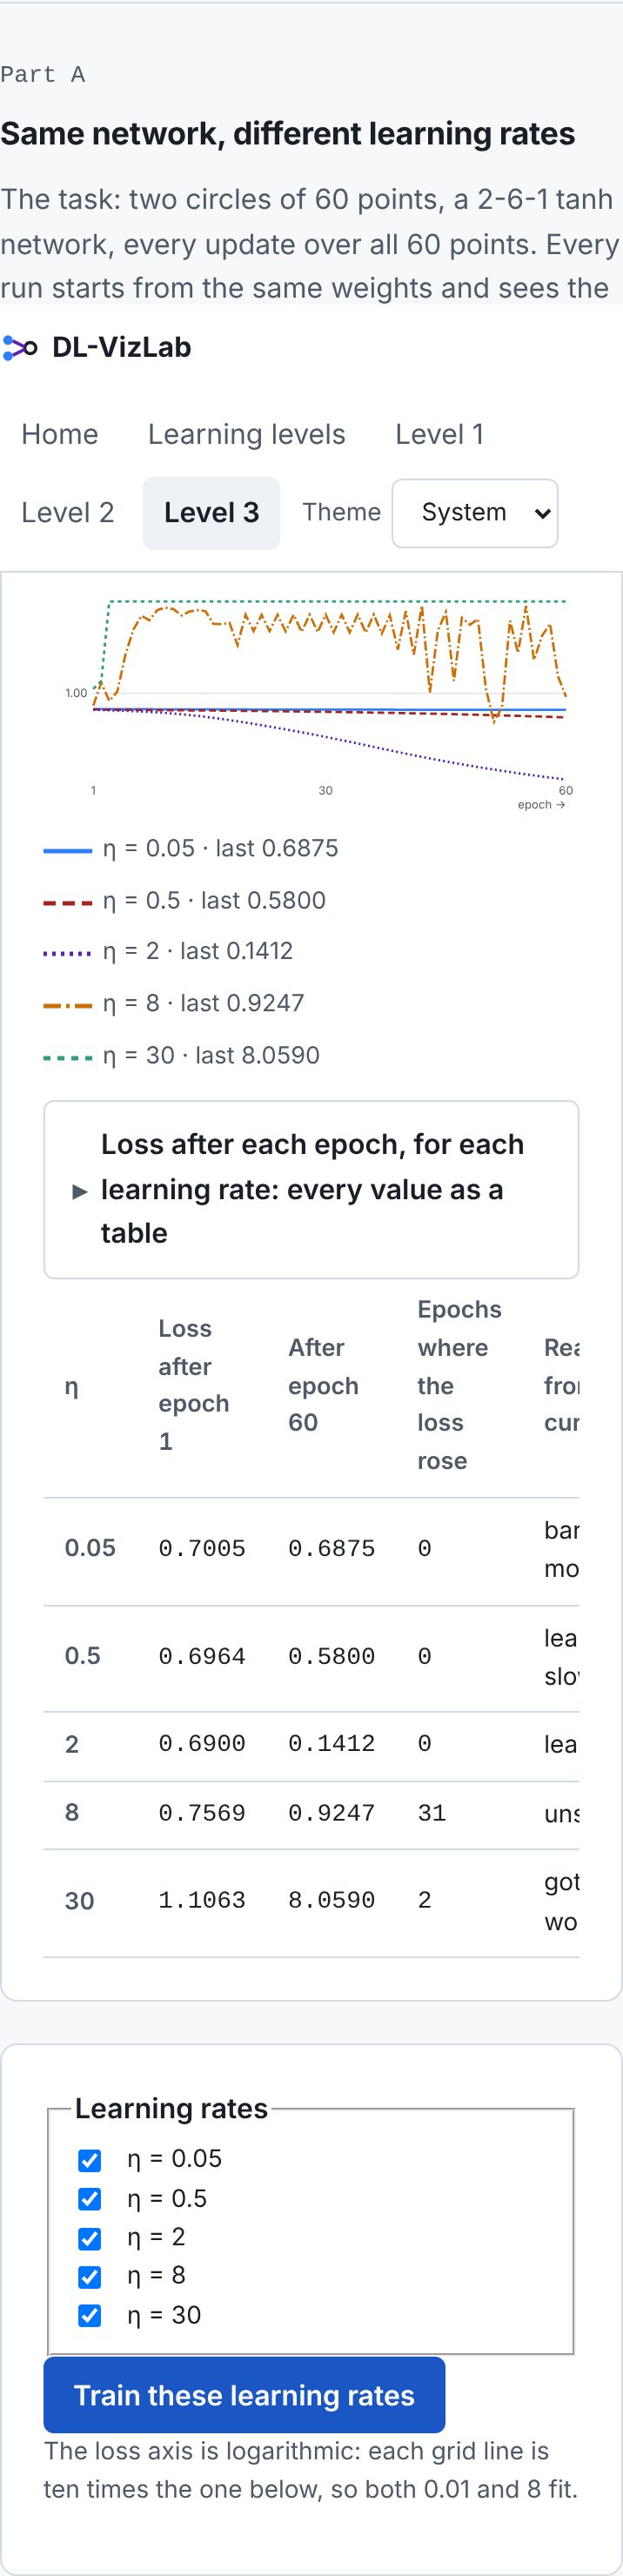 Part A
Same network, different learning rates
The task: two circles of 60 points, a 2-6-1 tanh
network, every update over all 60 points. Every
run starts from the same weights and sees the
DL-VizLab
Home Learning levels Level 1
Level 2 Level 3 Theme System
1.00
1 30 60
epoch →
η = 0.05 · last 0.6875
η = 0.5 · last 0.5800
η = 2 · last 0.1412
η = 8 · last 0.9247
η = 30 · last 8.0590
Loss after each epoch, for each
▶ learning rate: every value as a
table
Epochs
Loss where
after After the
η epoch epoch loss
1 60 rose
0.05 0.7005 0.6875 0
0.5 0.6964 0.5800 0
2 0.6900 0.1412 0
8 0.7569 0.9247 31
30 1.1063 8.0590 2
Learning rates
η = 0.05
η = 0.5
η = 2
η = 8
η = 30
Train these learning rates
The loss axis is logarithmic: each grid line is
ten times the one below, so both 0.01 and 8 fit.